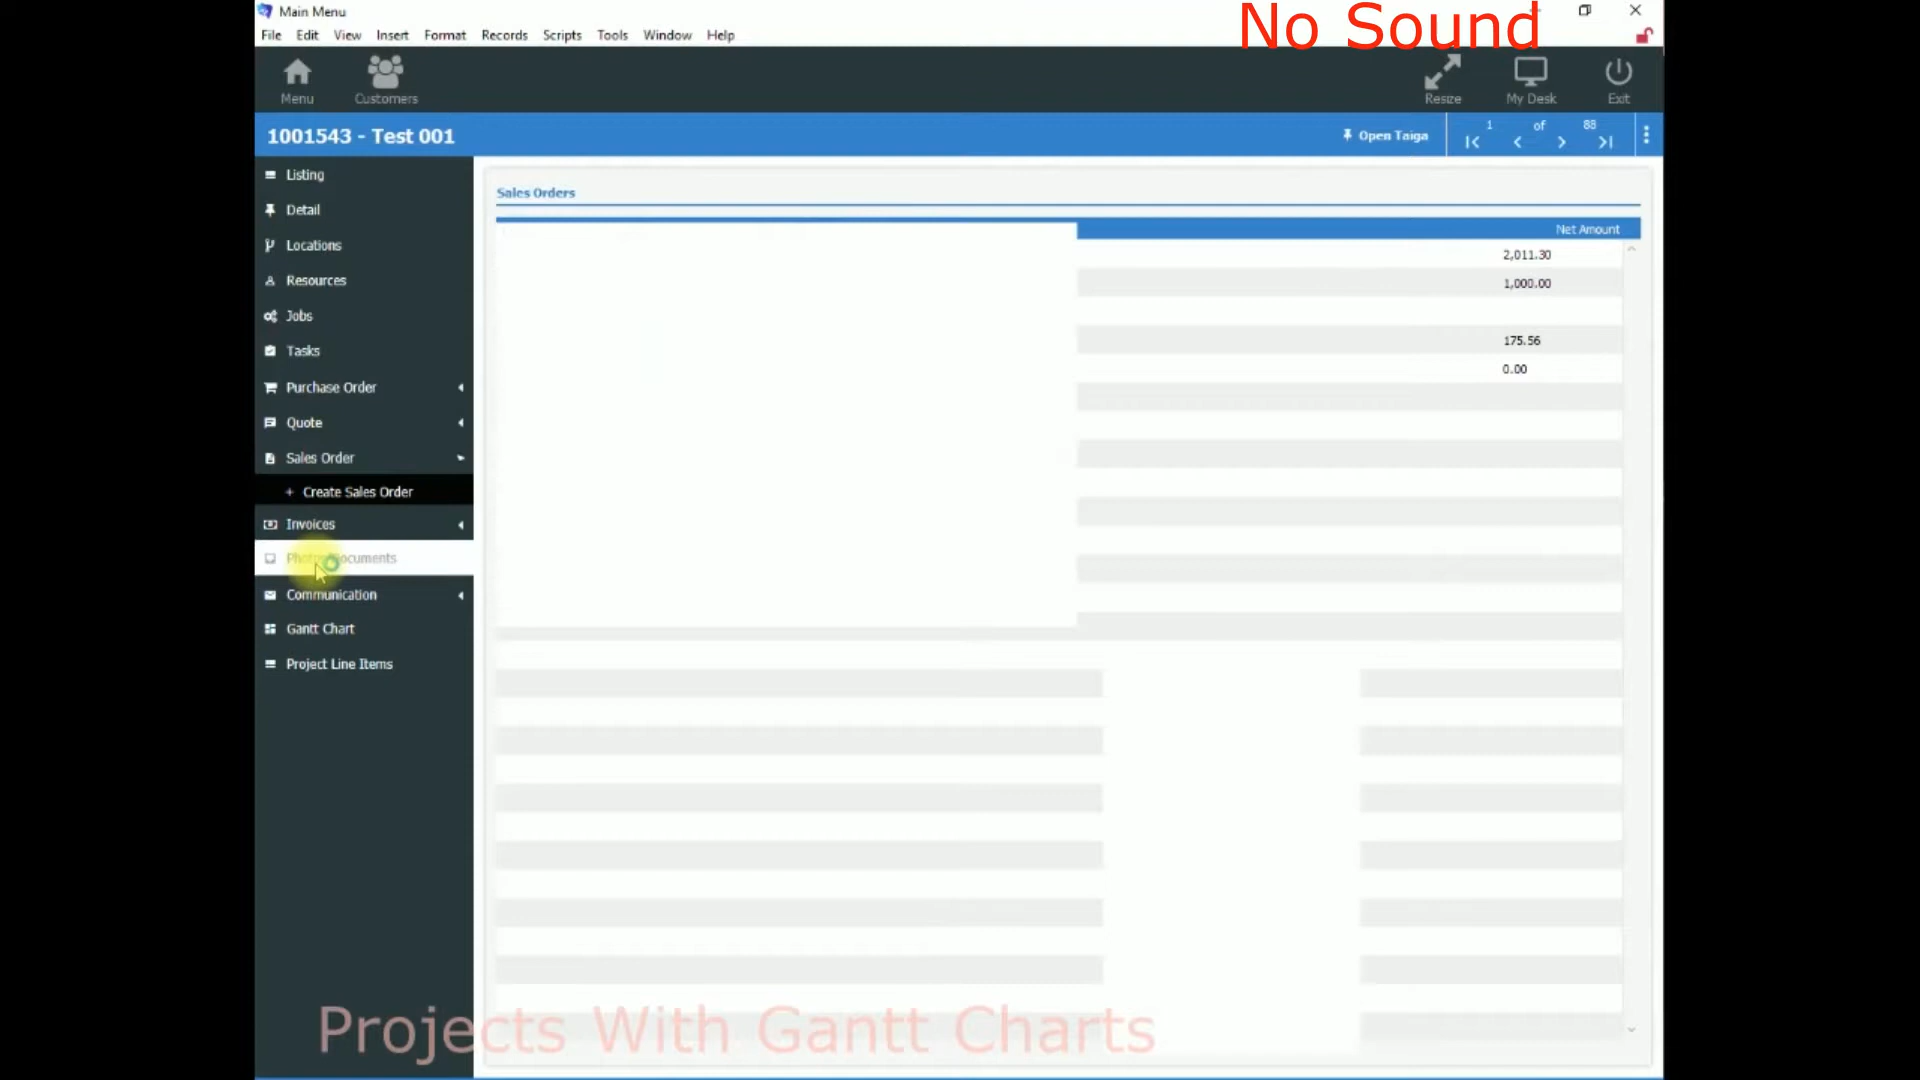 Main Menu
No Sound
File Edit View Insert Format Records Scripts Tools Window Help
Menu
Customers
Resize
My Desk
Exit
1001543 - Test 001
Open Taiga
1 of 88
Listing
Detail
Locations
Resources
Jobs
Tasks
Purchase Order
Quote
Sales Order
+ Create Sales Order
Invoices
Documents
Communication
Gantt Chart
Project Line Items
Sales Orders
Net Amount
2,011.30
1,000.00
175.56
0.00
Projects With Gantt Charts